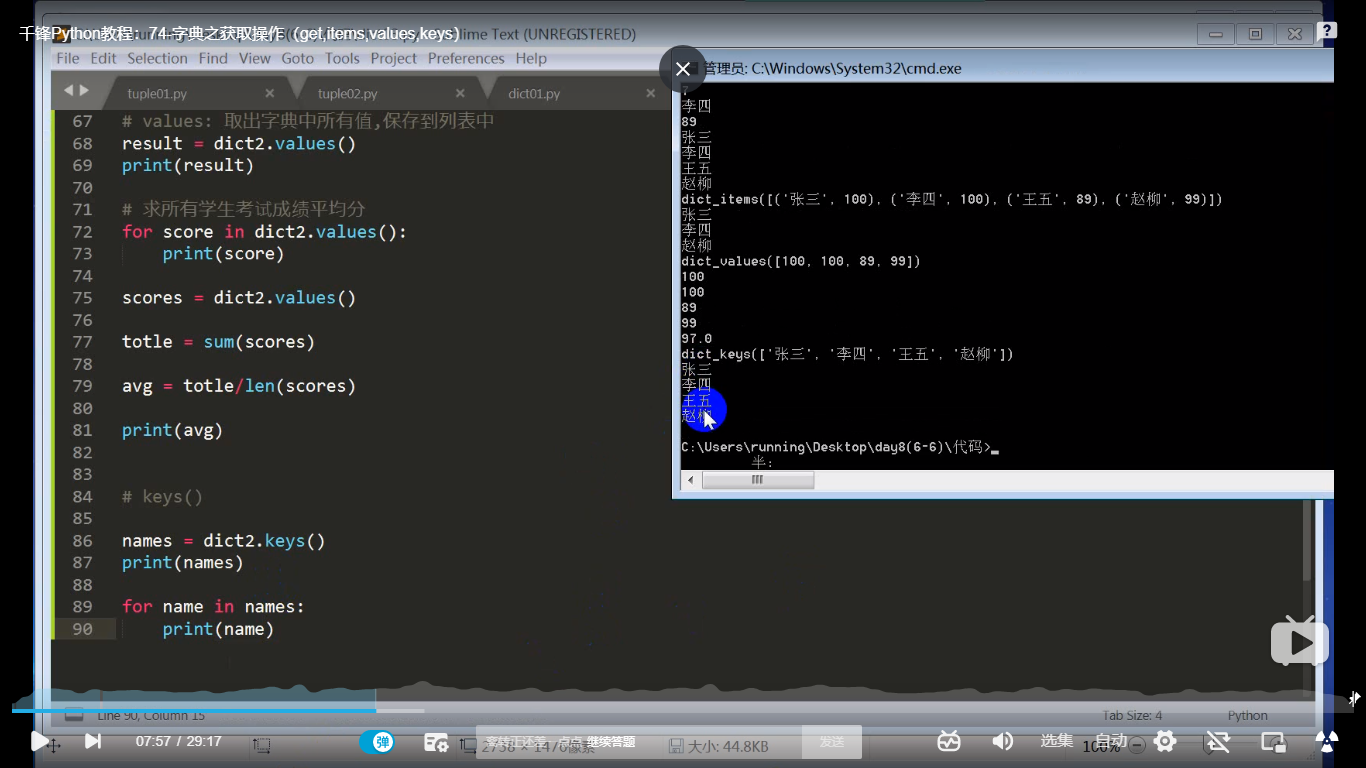 千锋Python教程：74-字典之获取操作（get,items,values,keys）
ime Text (UNREGISTERED)
File Edit Selection Find View Goto Tools Project Preferences Help
管理员: C:\Windows\System32\cmd.exe
tuple01.py
tuple02.py
dict01.py
67 # values: 取出字典中所有值,保存到列表中
68 result = dict2.values()
69 print(result)
70
71 # 求所有学生考试成绩平均分
72 for score in dict2.values():
73 print(score)
74
75 scores = dict2.values()
76
77 totle = sum(scores)
78
79 avg = totle/len(scores)
80
81 print(avg)
82
83
84 # keys()
85
86 names = dict2.keys()
87 print(names)
88
89 for name in names:
90 print(name)
李四
89
张三
李四
王五
赵柳
dict_items([('张三', 100), ('李四', 100), ('王五', 89), ('赵柳', 99)])
张三
李四
赵柳
dict_values([100, 100, 89, 99])
100
100
89
99
97.0
dict_keys(['张三', '李四', '王五', '赵柳'])
张三
李四
王五
赵柳
C:\Users\running\Desktop\day8(6-6)\代码>_
半:
Line 90, Column 15
Tab Size: 4
Python
07:57 / 29:17
弹
继续答题
发送
大小: 44.8KB
选集
100%
自动